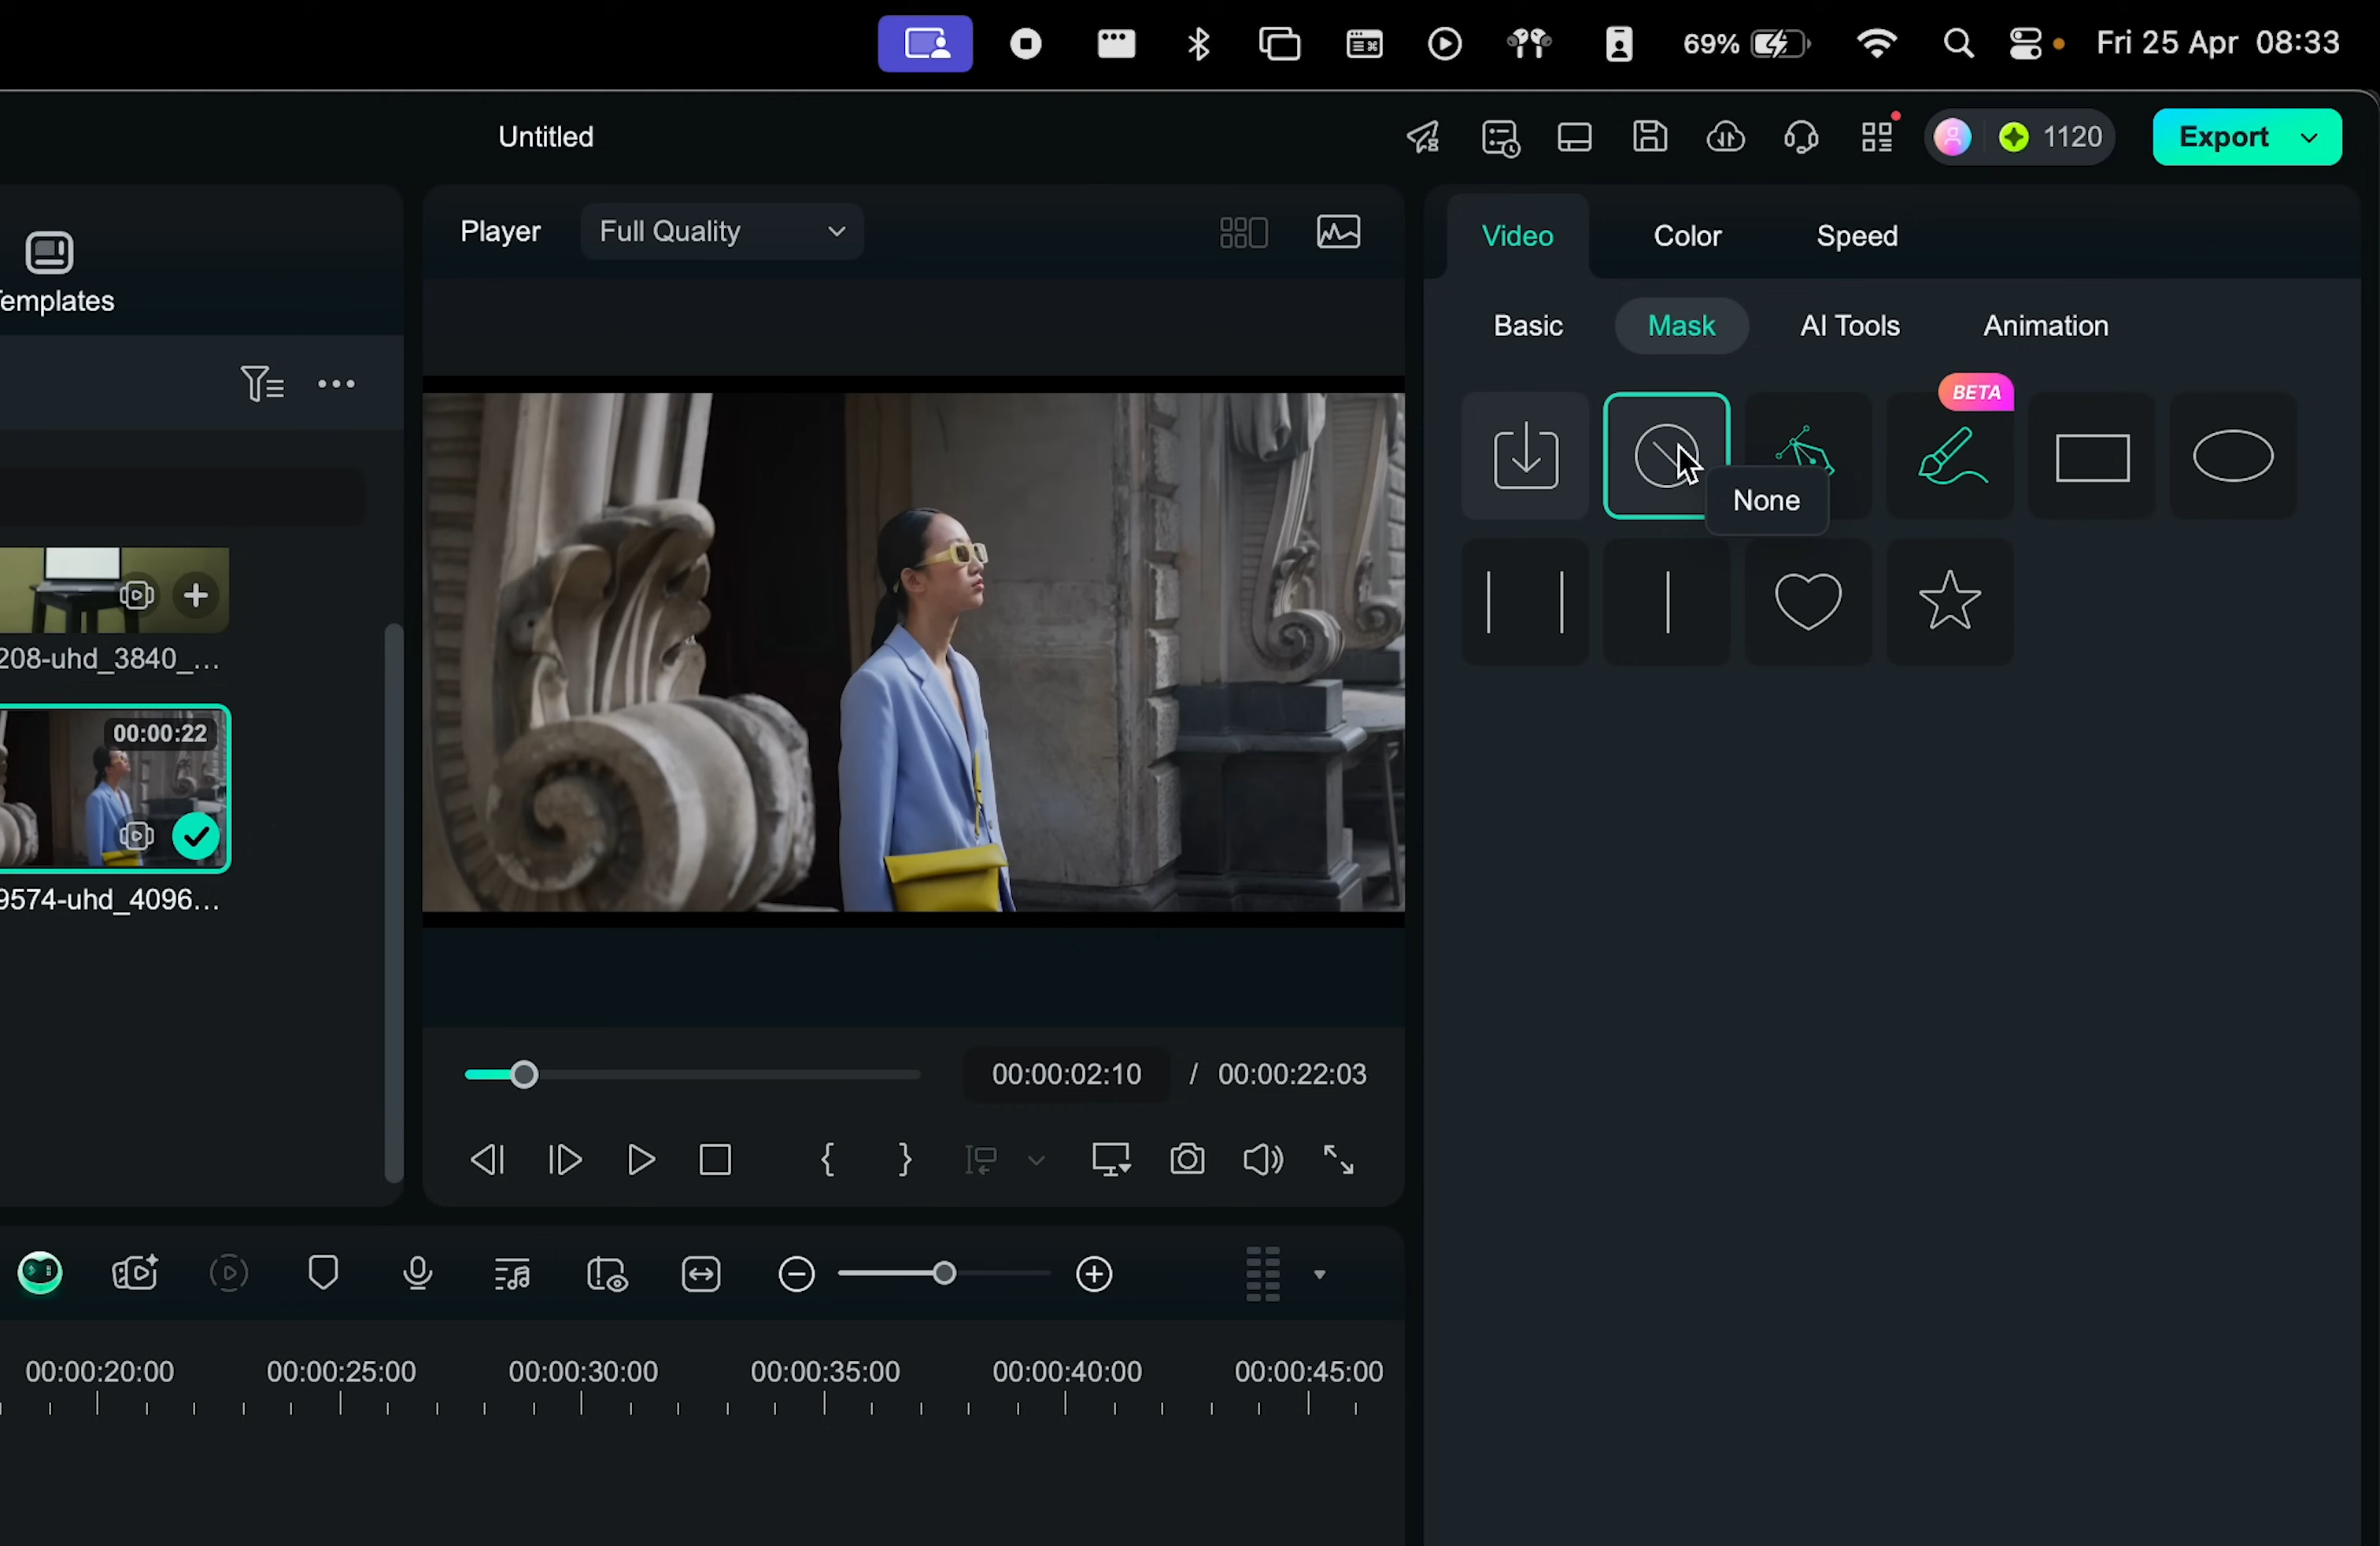 69%
Fri 25 Apr 08:33
Untitled
1120
Export
emplates
Player
Full Quality
Video
Color
Speed
Basic
Mask
AI Tools
Animation
BETA
None
208-uhd_3840_...
00:00:22
9574-uhd_4096...
00:00:02:10 / 00:00:22:03
00:00:20:00
00:00:25:00
00:00:30:00
00:00:35:00
00:00:40:00
00:00:45:00